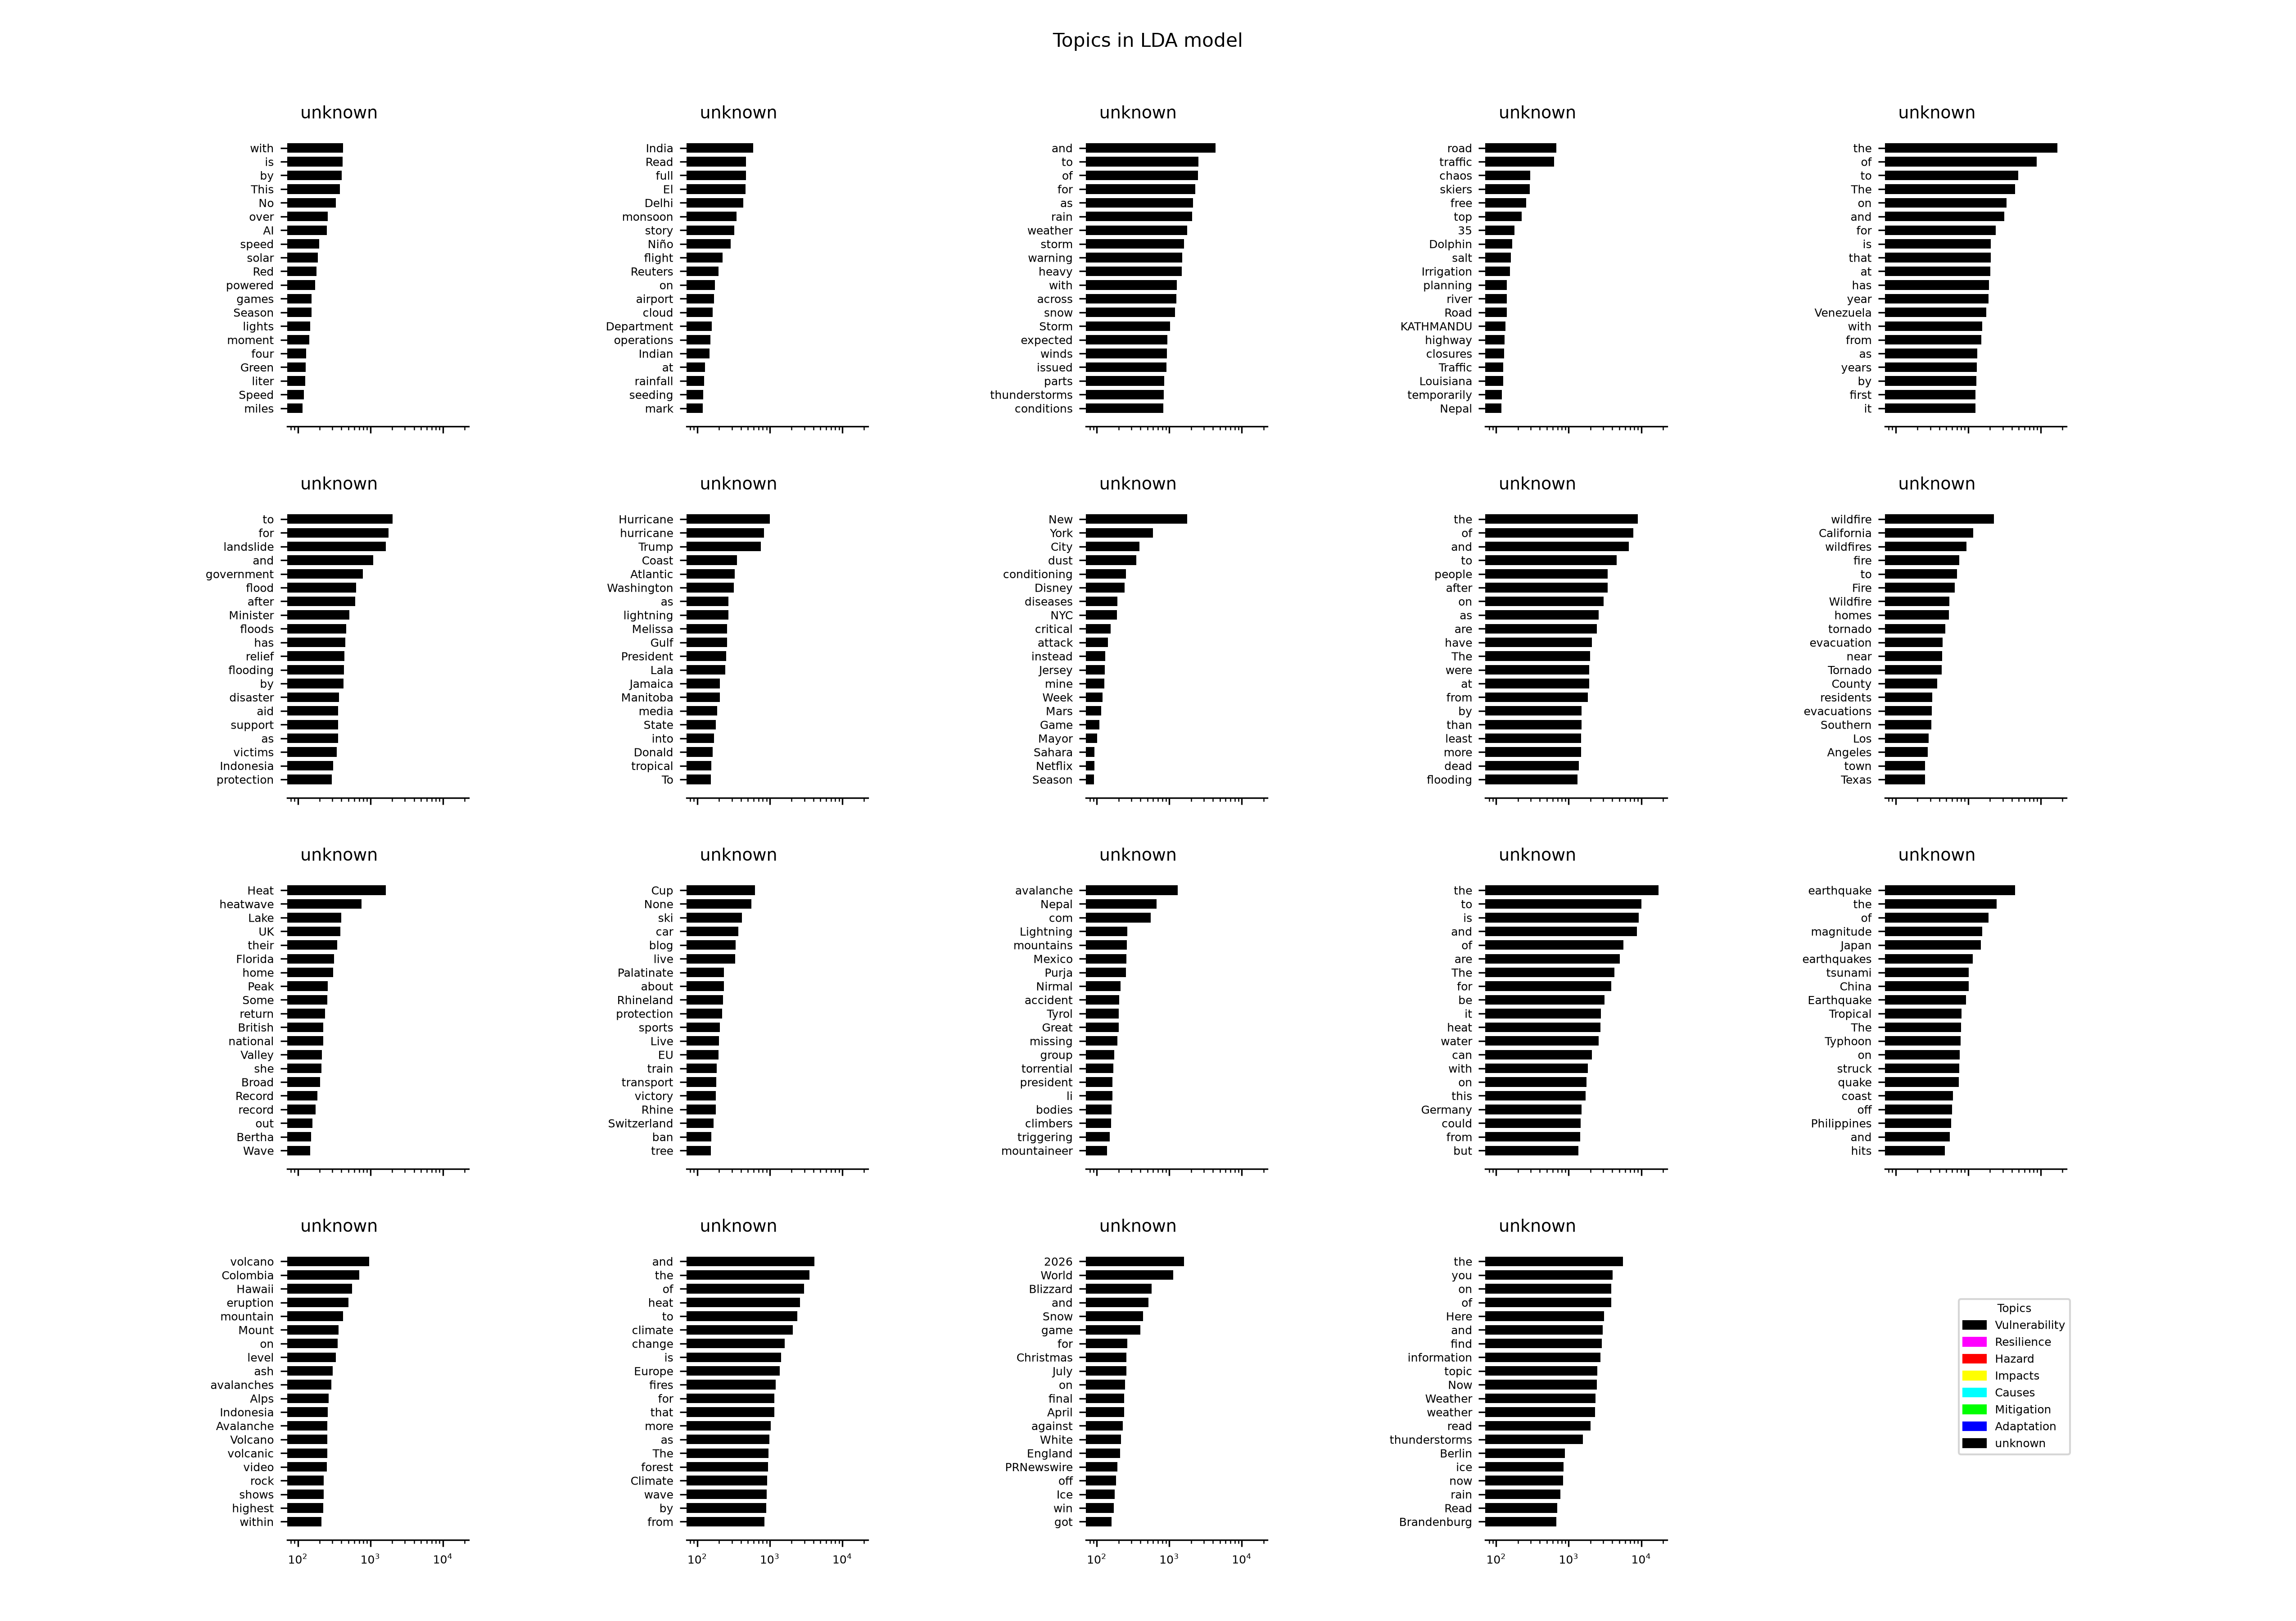 Topics in LDA model
unknown
with
is
by
This
No
over
AI
speed
solar
Red
powered
games
Season
lights
moment
four
Green
liter
Speed
miles
unknown
India
Read
full
El
Delhi
monsoon
story
Niño
flight
Reuters
on
airport
cloud
Department
operations
Indian
at
rainfall
seeding
mark
unknown
and
to
of
for
as
rain
weather
storm
warning
heavy
with
across
snow
Storm
expected
winds
issued
parts
thunderstorms
conditions
unknown
road
traffic
chaos
skiers
free
top
35
Dolphin
salt
Irrigation
planning
river
Road
KATHMANDU
highway
closures
Traffic
Louisiana
temporarily
Nepal
unknown
the
of
to
The
on
and
for
is
that
at
has
year
Venezuela
with
from
as
years
by
first
it
unknown
to
for
landslide
and
government
flood
after
Minister
floods
has
relief
flooding
by
disaster
aid
support
as
victims
Indonesia
protection
unknown
Hurricane
hurricane
Trump
Coast
Atlantic
Washington
as
lightning
Melissa
Gulf
President
Lala
Jamaica
Manitoba
media
State
into
Donald
tropical
To
unknown
New
York
City
dust
conditioning
Disney
diseases
NYC
critical
attack
instead
Jersey
mine
Week
Mars
Game
Mayor
Sahara
Netflix
Season
unknown
the
of
and
to
people
after
on
as
are
have
The
were
at
from
by
than
least
more
dead
flooding
unknown
wildfire
California
wildfires
fire
to
Fire
Wildfire
homes
tornado
evacuation
near
Tornado
County
residents
evacuations
Southern
Los
Angeles
town
Texas
unknown
Heat
heatwave
Lake
UK
their
Florida
home
Peak
Some
return
British
national
Valley
she
Broad
Record
record
out
Bertha
Wave
unknown
Cup
None
ski
car
blog
live
Palatinate
about
Rhineland
protection
sports
Live
EU
train
transport
victory
Rhine
Switzerland
ban
tree
unknown
avalanche
Nepal
com
Lightning
mountains
Mexico
Purja
Nirmal
accident
Tyrol
Great
missing
group
torrential
president
li
bodies
climbers
triggering
mountaineer
unknown
the
to
is
and
of
are
The
for
be
it
heat
water
can
with
on
this
Germany
could
from
but
unknown
earthquake
the
of
magnitude
Japan
earthquakes
tsunami
China
Earthquake
Tropical
The
Typhoon
on
struck
quake
coast
off
Philippines
and
hits
unknown
volcano
Colombia
Hawaii
eruption
mountain
Mount
on
level
ash
avalanches
Alps
Indonesia
Avalanche
Volcano
volcanic
video
rock
shows
highest
within
10² 10³ 10⁴
unknown
and
the
of
heat
to
climate
change
is
Europe
fires
for
that
more
as
The
forest
Climate
wave
by
from
10² 10³ 10⁴
unknown
2026
World
Blizzard
and
Snow
game
for
Christmas
July
on
final
April
against
White
England
PRNewswire
off
Ice
win
got
10² 10³ 10⁴
unknown
the
you
on
of
Here
and
find
information
topic
Now
Weather
weather
read
thunderstorms
Berlin
ice
now
rain
Read
Brandenburg
10² 10³ 10⁴
Topics
Vulnerability
Resilience
Hazard
Impacts
Causes
Mitigation
Adaptation
unknown